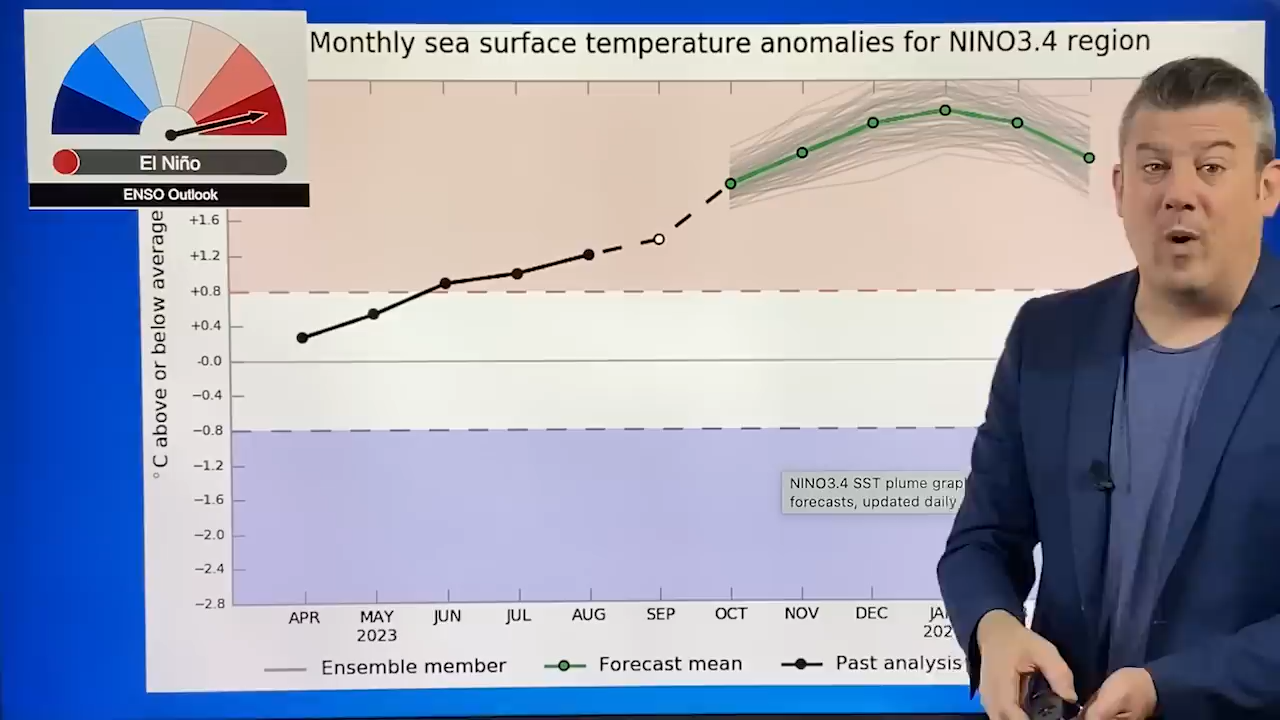 Monthly sea surface temperature anomalies for NINO3.4 region
El Niño
ENSO Outlook
°C above or below average
+1.6
+1.2
+0.8
+0.4
-0.0
−0.4
−0.8
−1.2
−1.6
−2.0
−2.4
−2.8
NINO3.4 SST plume
forecasts, updated daily
APR MAY JUN JUL AUG SEP OCT NOV DEC
2023
Ensemble member Forecast mean Past analysis